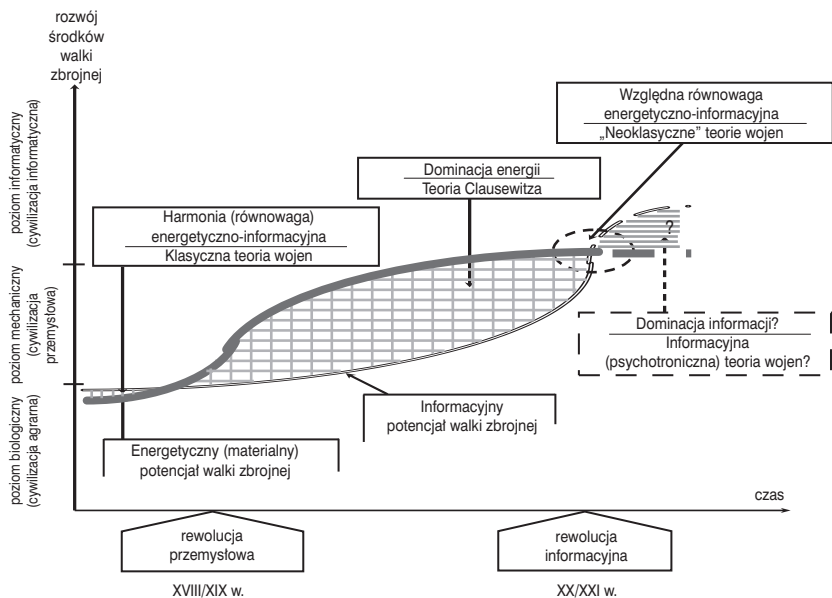 rozwój
środków
walki
zbrojnej
poziom informatyczny
(cywilizacja informatyczna)
poziom mechaniczny
(cywilizacja
przemysłowa)
poziom biologiczny
(cywilizacja agrarna)
Harmonia (równowaga)
energetyczno-informacyjna
Klasyczna teoria wojen
Dominacja energii
Teoria Clausewitza
Względna równowaga
energetyczno-informacyjna
„Neoklasyczne” teorie wojen
?
Dominacja informacji?
Informacyjna
(psychotroniczna) teoria wojen?
Informacyjny
potencjał walki zbrojnej
Energetyczny (materialny)
potencjał walki zbrojnej
czas
rewolucja
przemysłowa
rewolucja
informacyjna
XVIII/XIX w.
XX/XXI w.